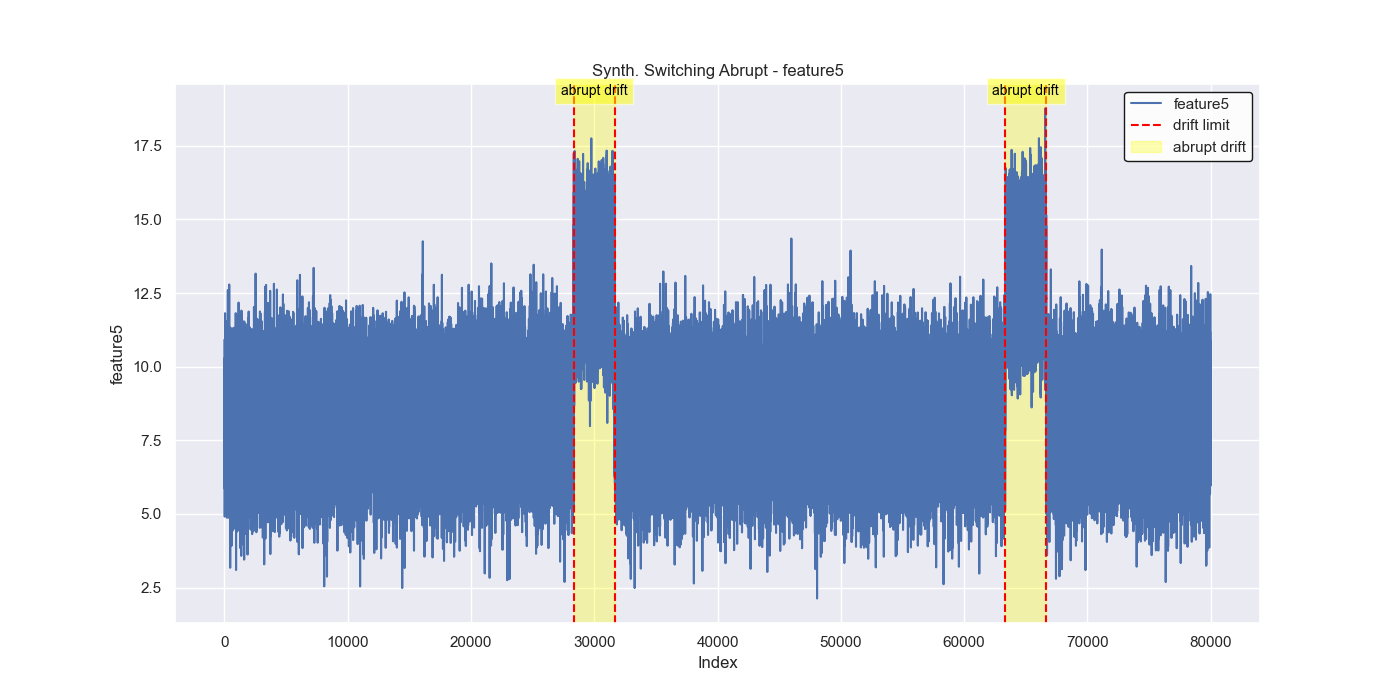 Synth. Switching Abrupt - feature5
abrupt drift
abrupt drift
feature5
drift limit
abrupt drift
17.5
15.0
12.5
10.0
7.5
5.0
2.5
feature5
0
10000
20000
30000
40000
50000
60000
70000
80000
Index